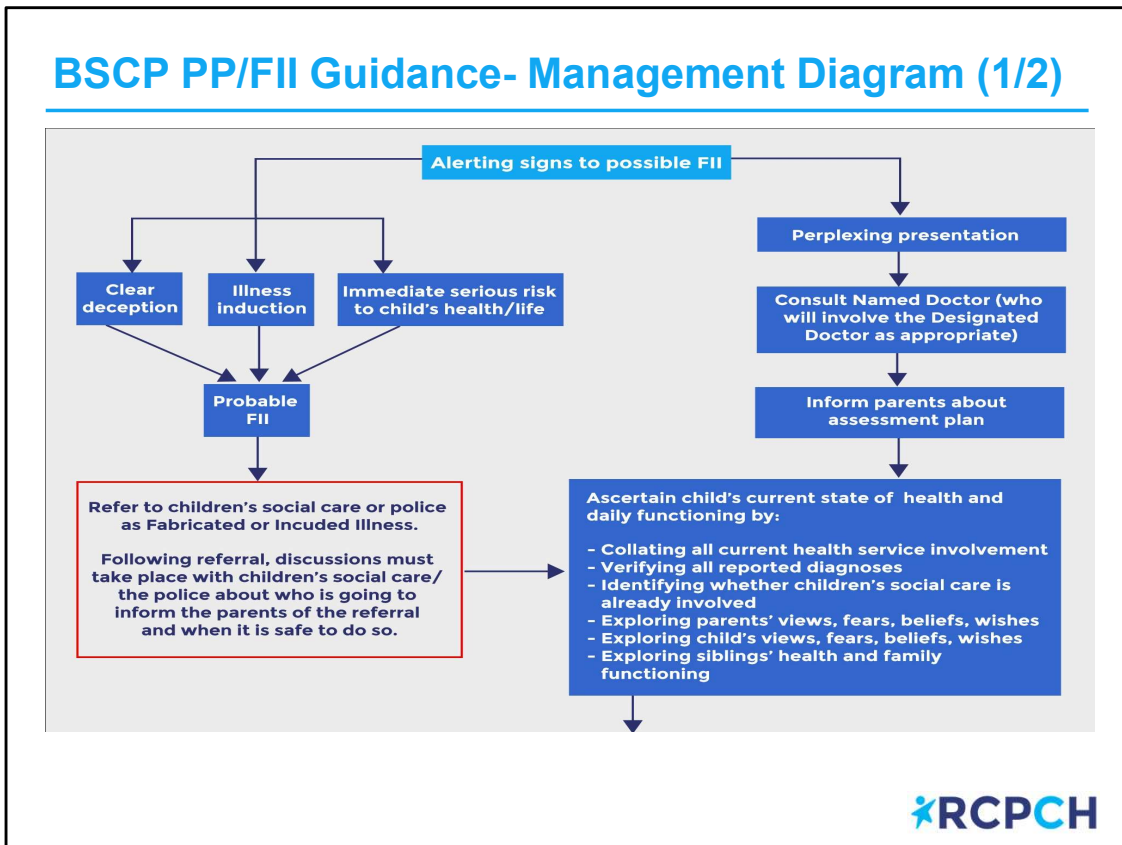 BSCP PP/FII Guidance- Management Diagram (1/2)
Alerting signs to possible FII
Clear
deception
Illness
induction
Immediate serious risk
to child's health/life
Probable
FII
Refer to children's social care or police
as Fabricated or Incuded Illness.
Following referral, discussions must
take place with children's social care/
the police about who is going to
inform the parents of the referral
and when it is safe to do so.
Perplexing presentation
Consult Named Doctor (who
will involve the Designated
Doctor as appropriate)
Inform parents about
assessment plan
Ascertain child's current state of health and
daily functioning by:
- Collating all current health service involvement
- Verifying all reported diagnoses
- Identifying whether children's social care is
already involved
- Exploring parents' views, fears, beliefs, wishes
- Exploring child's views, fears, beliefs, wishes
- Exploring siblings' health and family
functioning
RCPCH